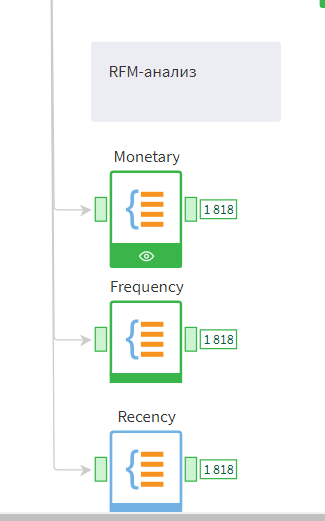 RFM-анализ
Monetary
1 818
Frequency
1 818
Recency
1 818